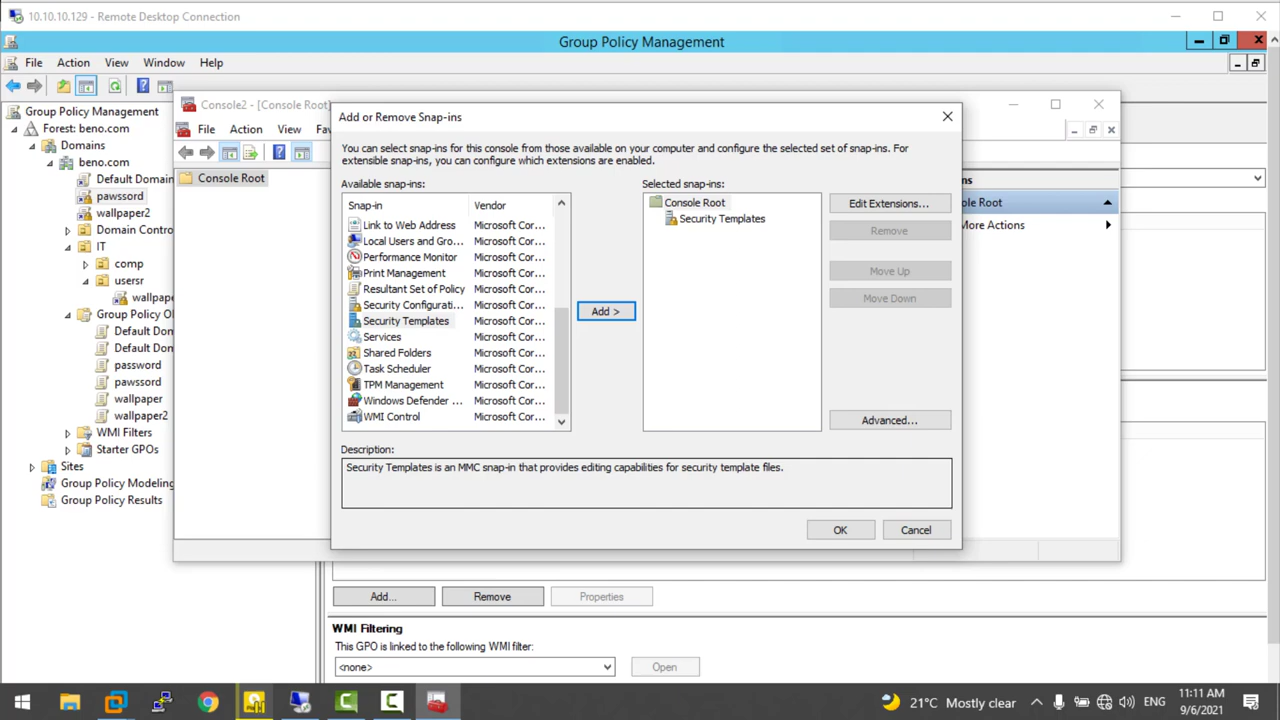 10.10.10.129 - Remote Desktop Connection
Group Policy Management
File Action View Window Help
Group Policy Management
Forest: beno.com
Domains
beno.com
Default Domain
pawssord
wallpaper2
Domain Contro
IT
comp
usersr
wallpape
Group Policy Ob
Default Dom
Default Dom
password
pawssord
wallpaper
wallpaper2
WMI Filters
Starter GPOs
Sites
Group Policy Modeling
Group Policy Results
Console2 - [Console Root]
File Action View Fav
Console Root
ns
ole Root
More Actions
Add or Remove Snap-ins
You can select snap-ins for this console from those available on your computer and configure the selected set of snap-ins. For
extensible snap-ins, you can configure which extensions are enabled.
Available snap-ins:
Snap-in Vendor
Link to Web Address Microsoft Cor...
Local Users and Gro... Microsoft Cor...
Performance Monitor Microsoft Cor...
Print Management Microsoft Cor...
Resultant Set of Policy Microsoft Cor...
Security Configurati... Microsoft Cor...
Security Templates Microsoft Cor...
Services Microsoft Cor...
Shared Folders Microsoft Cor...
Task Scheduler Microsoft Cor...
TPM Management Microsoft Cor...
Windows Defender ... Microsoft Cor...
WMI Control Microsoft Cor...
Add >
Selected snap-ins:
Console Root
Security Templates
Edit Extensions...
Remove
Move Up
Move Down
Advanced...
Description:
Security Templates is an MMC snap-in that provides editing capabilities for security template files.
OK Cancel
Add... Remove Properties
WMI Filtering
This GPO is linked to the following WMI filter:
<none> Open
21°C Mostly clear
ENG
11:11 AM
9/6/2021